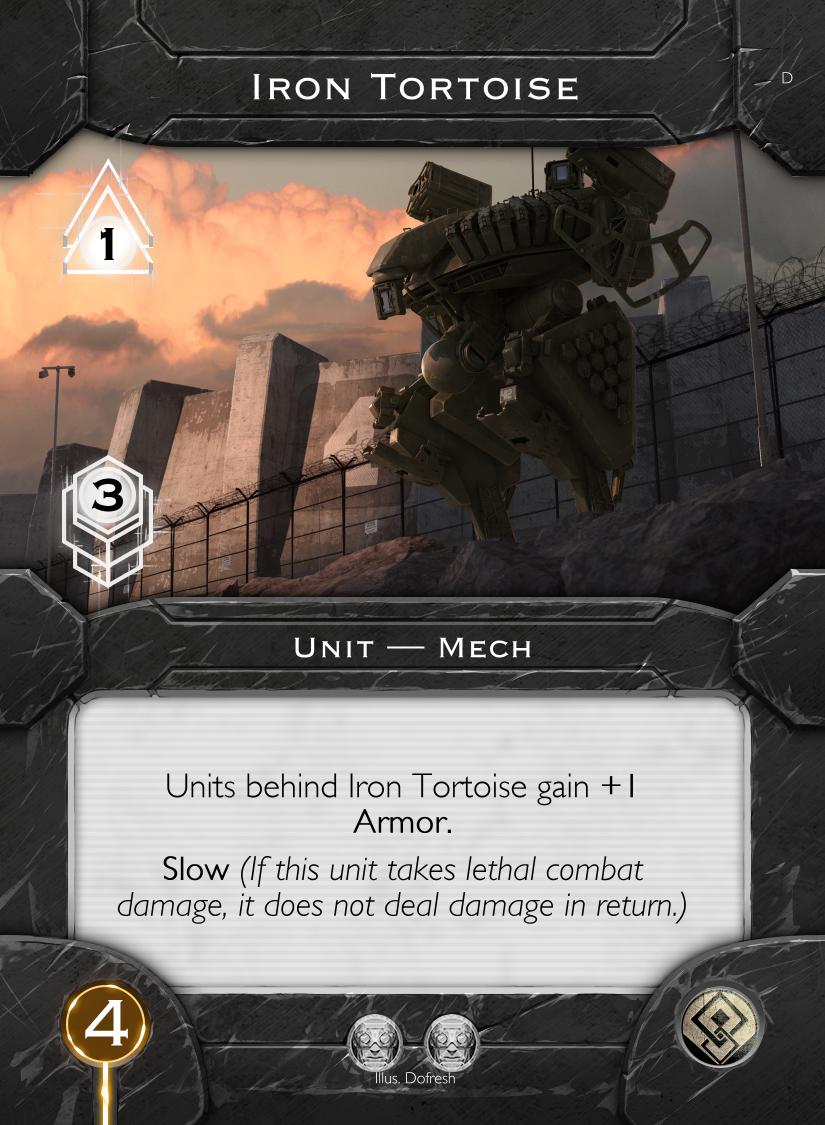 Iron Tortoise
D
1
4
3
Unit — Mech
Units behind Iron Tortoise gain +1
Armor.
Slow (If this unit takes lethal combat
damage, it does not deal damage in return.)
4
Illus. Dofresh